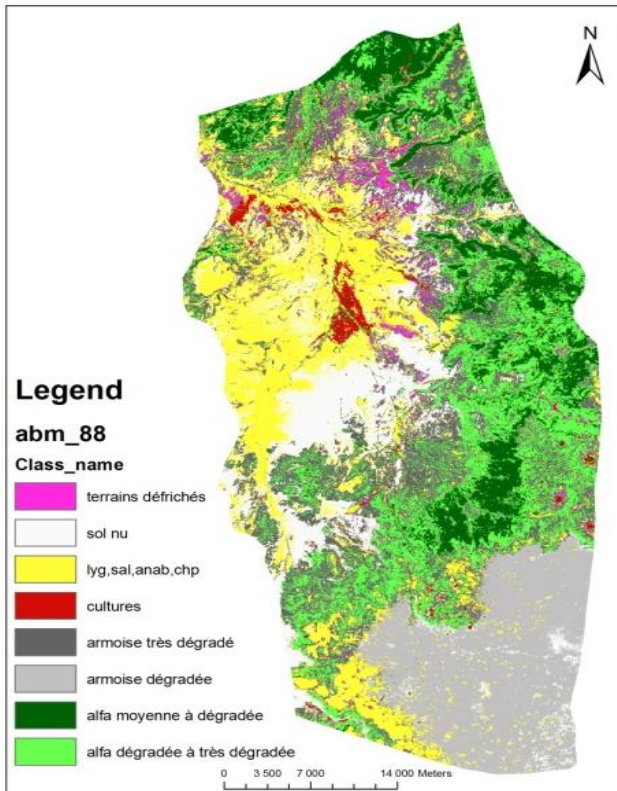 N
Legend
abm_88
Class_name
terrains défrichés
sol nu
lyg,sal,anab,chp
cultures
armoise très dégradé
armoise dégradée
alfa moyenne à dégradée
alfa dégradée à très dégradée
0 3 500 7 000 14 000 Meters